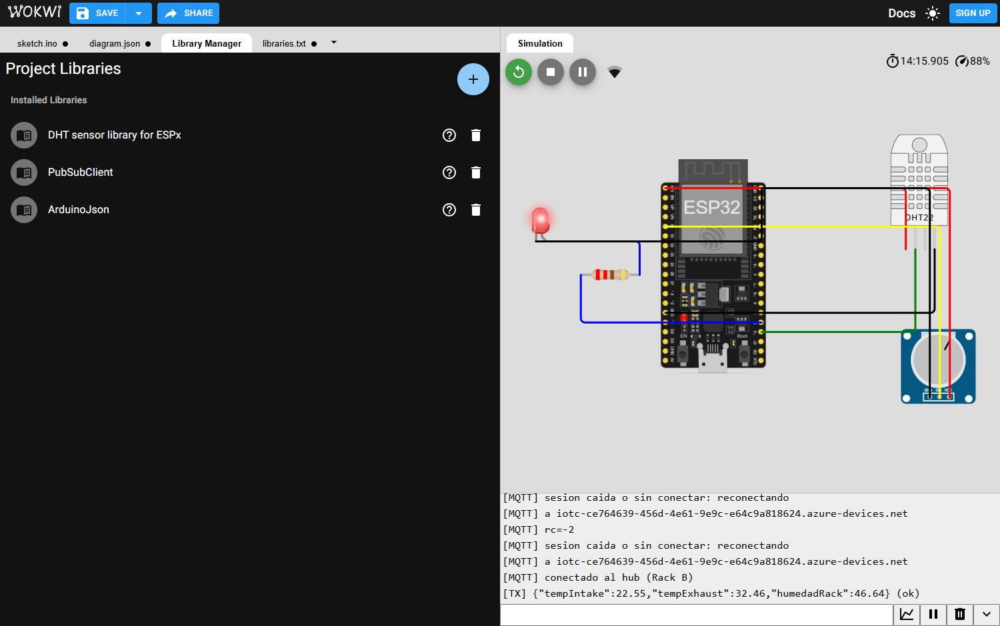 WOKWi
SAVE
SHARE
Docs
SIGN UP
sketch.ino ●
diagram.json ●
Library Manager
libraries.txt ●
Simulation
Project Libraries
14:15.905
88%
Installed Libraries
DHT sensor library for ESPx
PubSubClient
ArduinoJson
ESP32
DHT22
EN
Boot
[MQTT] sesion caida o sin conectar: reconectando
[MQTT] a iotc-ce764639-456d-4e61-9e9c-e64c9a818624.azure-devices.net
[MQTT] rc=-2
[MQTT] sesion caida o sin conectar: reconectando
[MQTT] a iotc-ce764639-456d-4e61-9e9c-e64c9a818624.azure-devices.net
[MQTT] conectado al hub (Rack B)
[TX] {"tempIntake":22.55,"tempExhaust":32.46,"humedadRack":46.64} (ok)